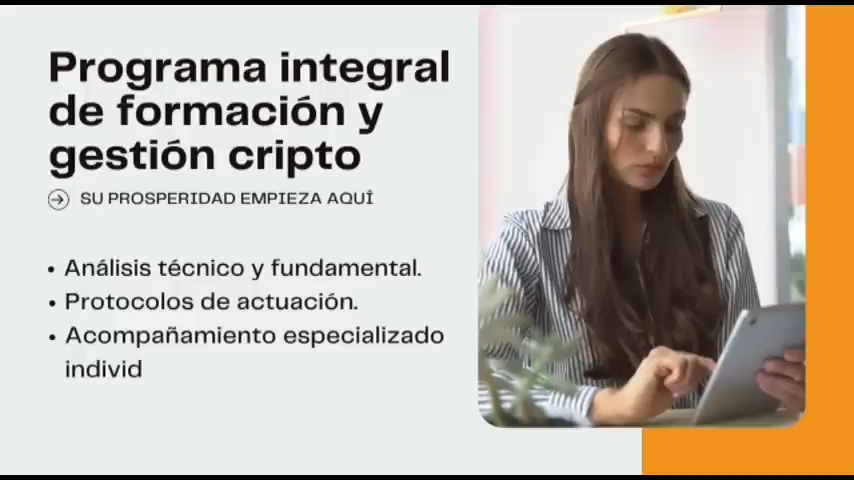 Programa integral
de formación y
gestión cripto
SU PROSPERIDAD EMPIEZA AQUÍ
• Análisis técnico y fundamental.
• Protocolos de actuación.
• Acompañamiento especializado
individ